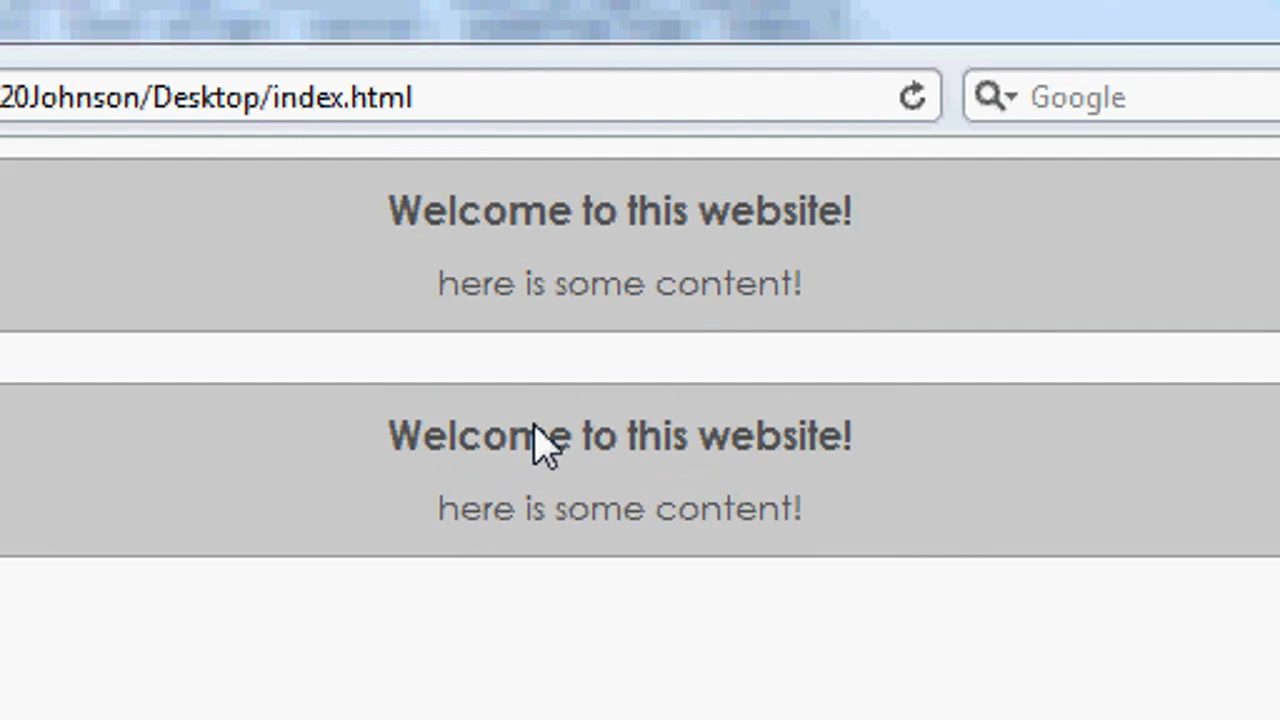 20Johnson/Desktop/index.html
Google
Welcome to this website!
here is some content!
Welcome to this website!
here is some content!